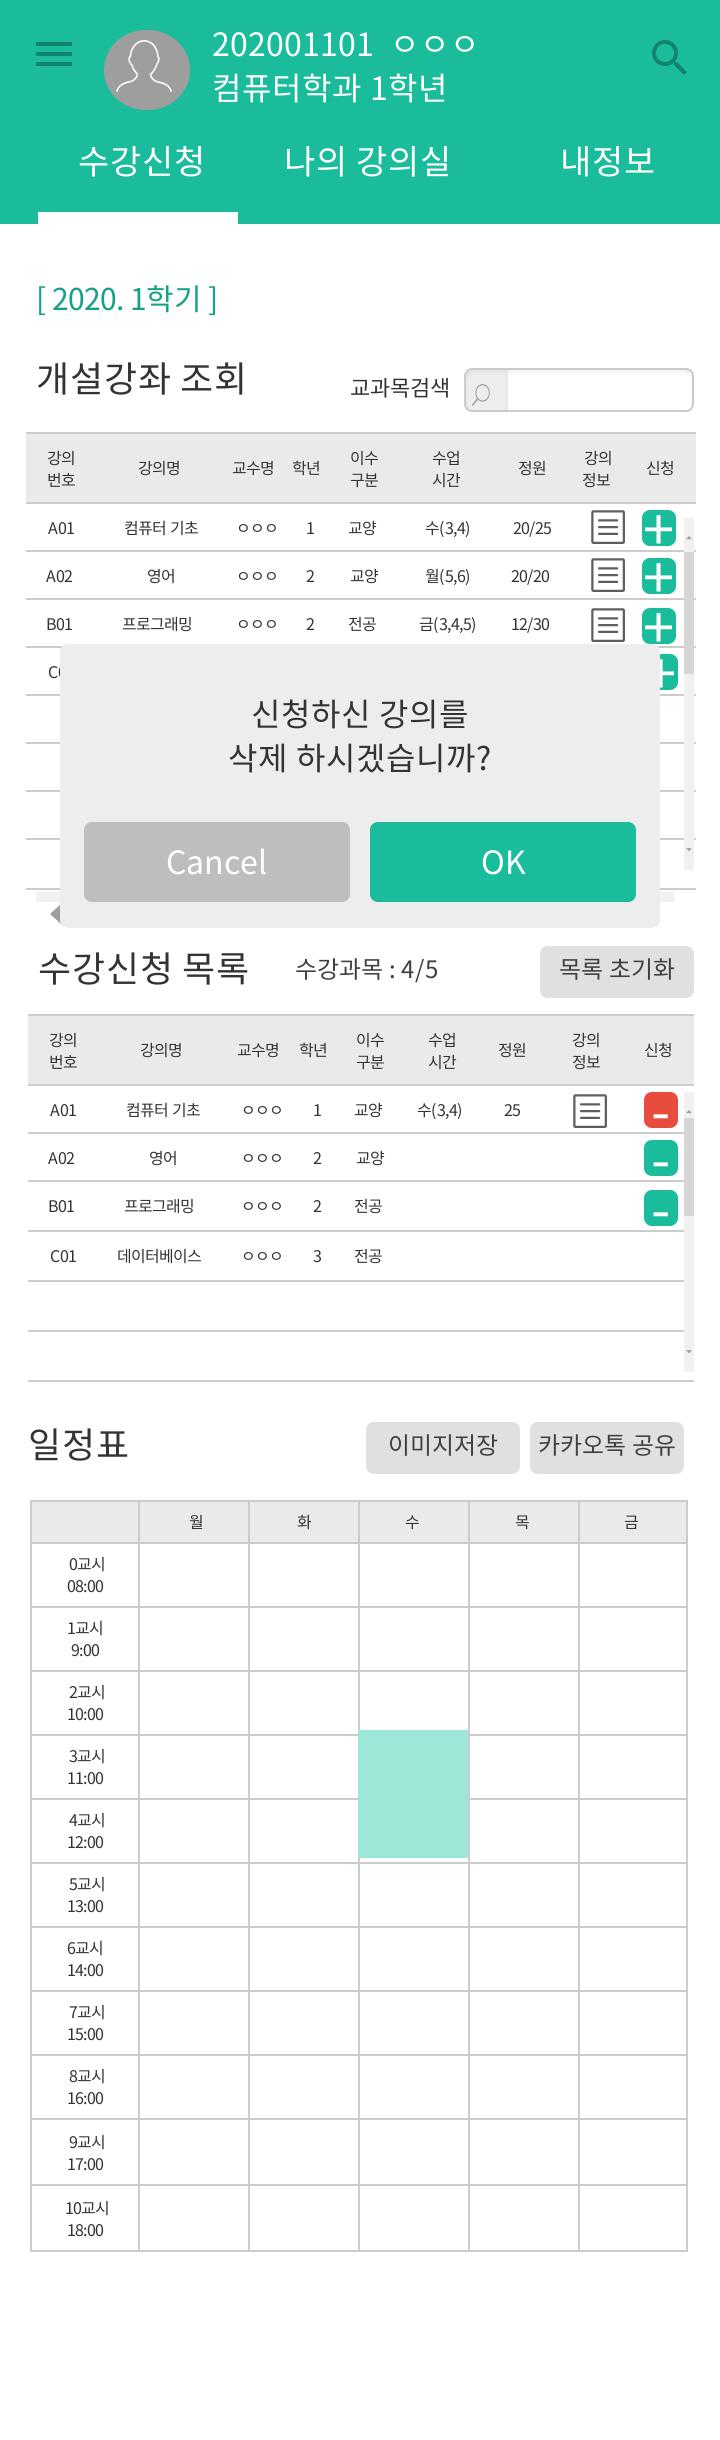 202001101 ㅇㅇㅇ
컴퓨터학과 1학년
수강신청 나의 강의실 내정보
[ 2020. 1학기 ]
개설강좌 조회 교과목검색
강의번호 강의명 교수명 학년 이수구분 수업시간 정원 강의정보 신청
A01 컴퓨터 기초 ㅇㅇㅇ 1 교양 수(3,4) 20/25
A02 영어 ㅇㅇㅇ 2 교양 월(5,6) 20/20
B01 프로그래밍 ㅇㅇㅇ 2 전공 금(3,4,5) 12/30
신청하신 강의를
삭제 하시겠습니까?
Cancel OK
수강신청 목록 수강과목 : 4/5 목록 초기화
강의번호 강의명 교수명 학년 이수구분 수업시간 정원 강의정보 신청
A01 컴퓨터 기초 ㅇㅇㅇ 1 교양 수(3,4) 25
A02 영어 ㅇㅇㅇ 2 교양
B01 프로그래밍 ㅇㅇㅇ 2 전공
C01 데이터베이스 ㅇㅇㅇ 3 전공
일정표 이미지저장 카카오톡 공유
월 화 수 목 금
0교시
08:00
1교시
9:00
2교시
10:00
3교시
11:00
4교시
12:00
5교시
13:00
6교시
14:00
7교시
15:00
8교시
16:00
9교시
17:00
10교시
18:00